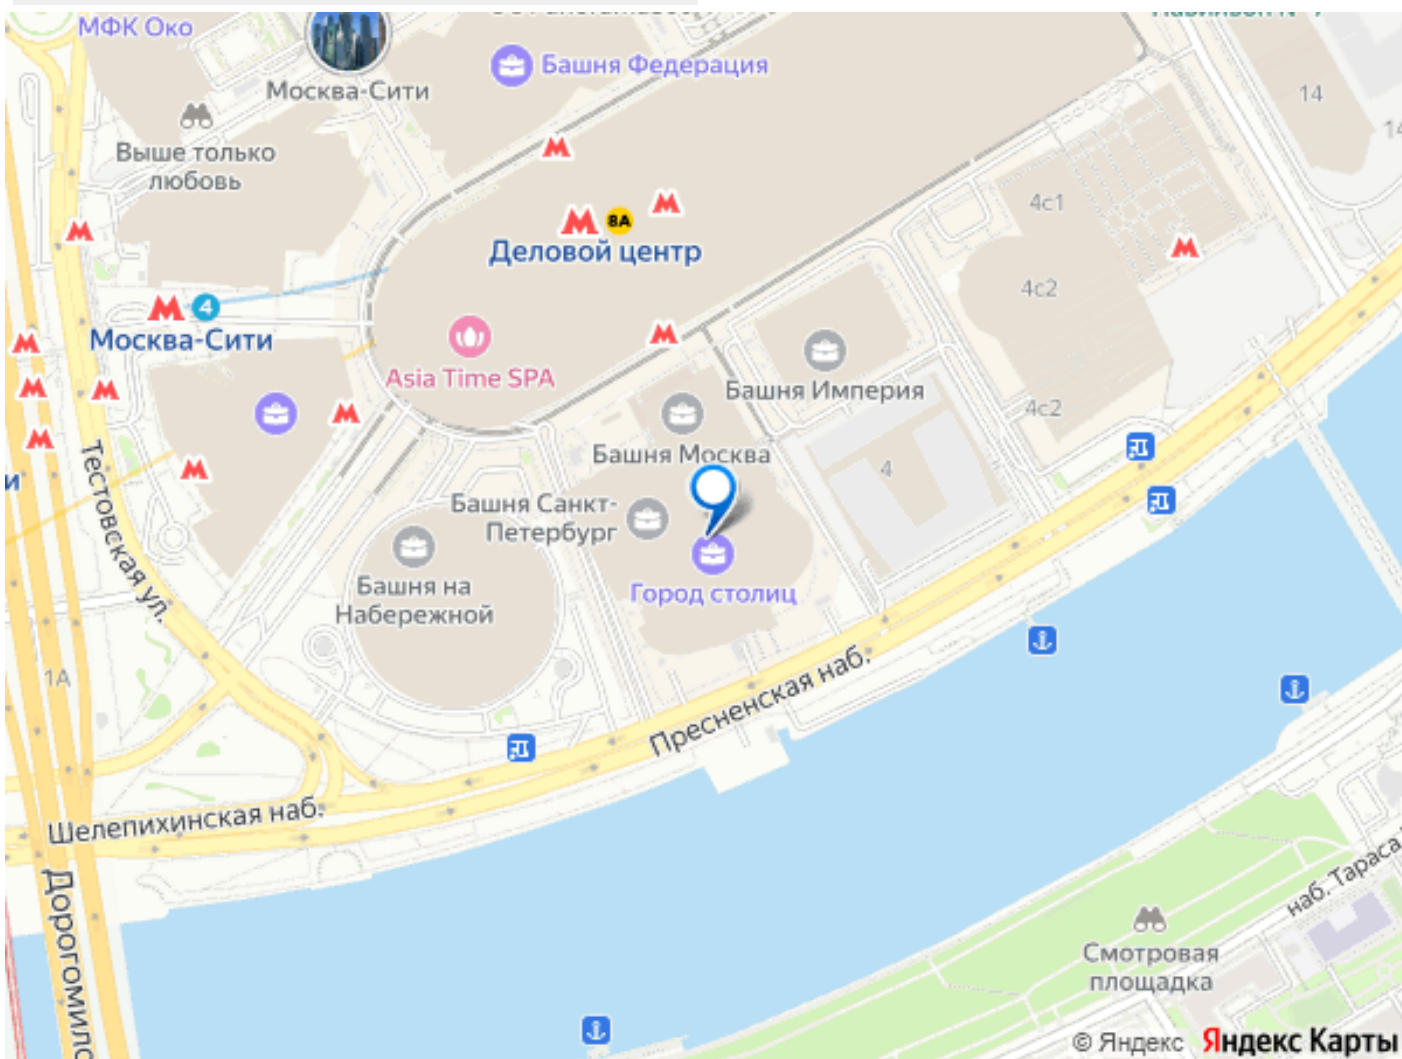 МФК Око
Башня Федерация
Москва-Сити
14
Выше только
любовь
4с1
8А
Деловой центр
4с2
4
Москва-Сити
Asia Time SPA
Башня Империя
4с2
Башня Москва
4
Тестовская ул.
Башня Санкт-
Петербург
Башня на
Набережной
Город столиц
1А
Пресненская наб.
Шелепихинская наб.
Дорогомило
наб. Тараса
Смотровая
площадка
© Яндекс Яндекс Карты